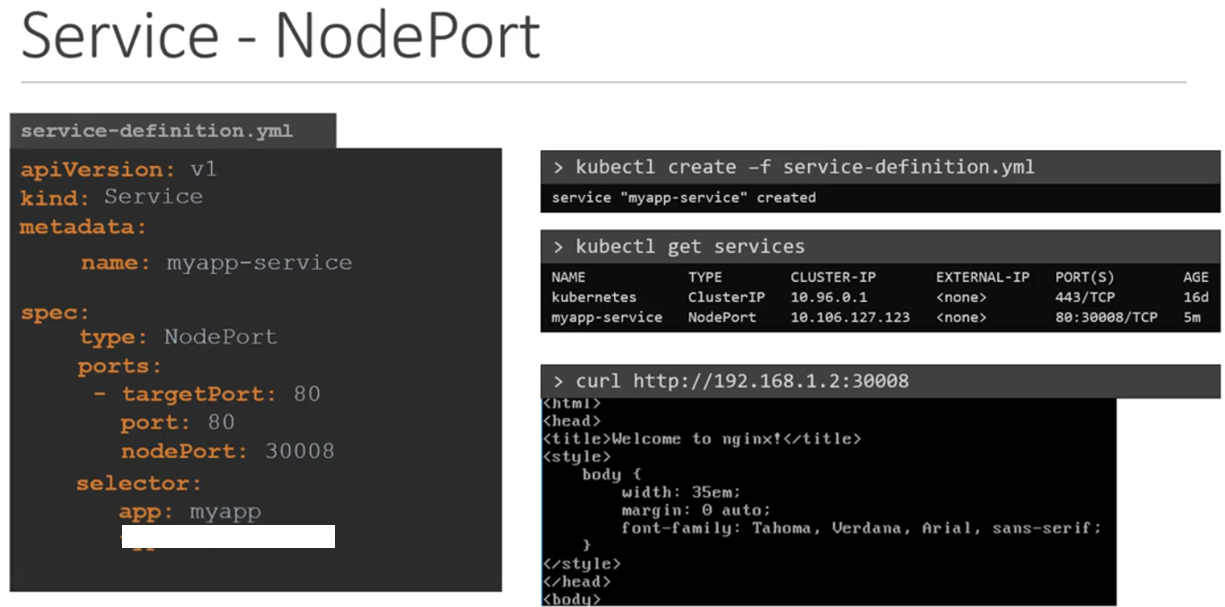 Service - NodePort
service-definition.yml
apiVersion: v1
kind: Service
metadata:
name: myapp-service
spec:
type: NodePort
ports:
- targetPort: 80
port: 80
nodePort: 30008
selector:
app: myapp
> kubectl create –f service-definition.yml
service "myapp-service" created
> kubectl get services
NAME TYPE CLUSTER-IP EXTERNAL-IP PORT(S) AGE
kubernetes ClusterIP 10.96.0.1 <none> 443/TCP 16d
myapp-service NodePort 10.106.127.123 <none> 80:30008/TCP 5m
> curl http://192.168.1.2:30008
<html>
<head>
<title>Welcome to nginx!</title>
<style>
body {
width: 35em;
margin: 0 auto;
font-family: Tahoma, Verdana, Arial, sans-serif;
}
</style>
</head>
<body>